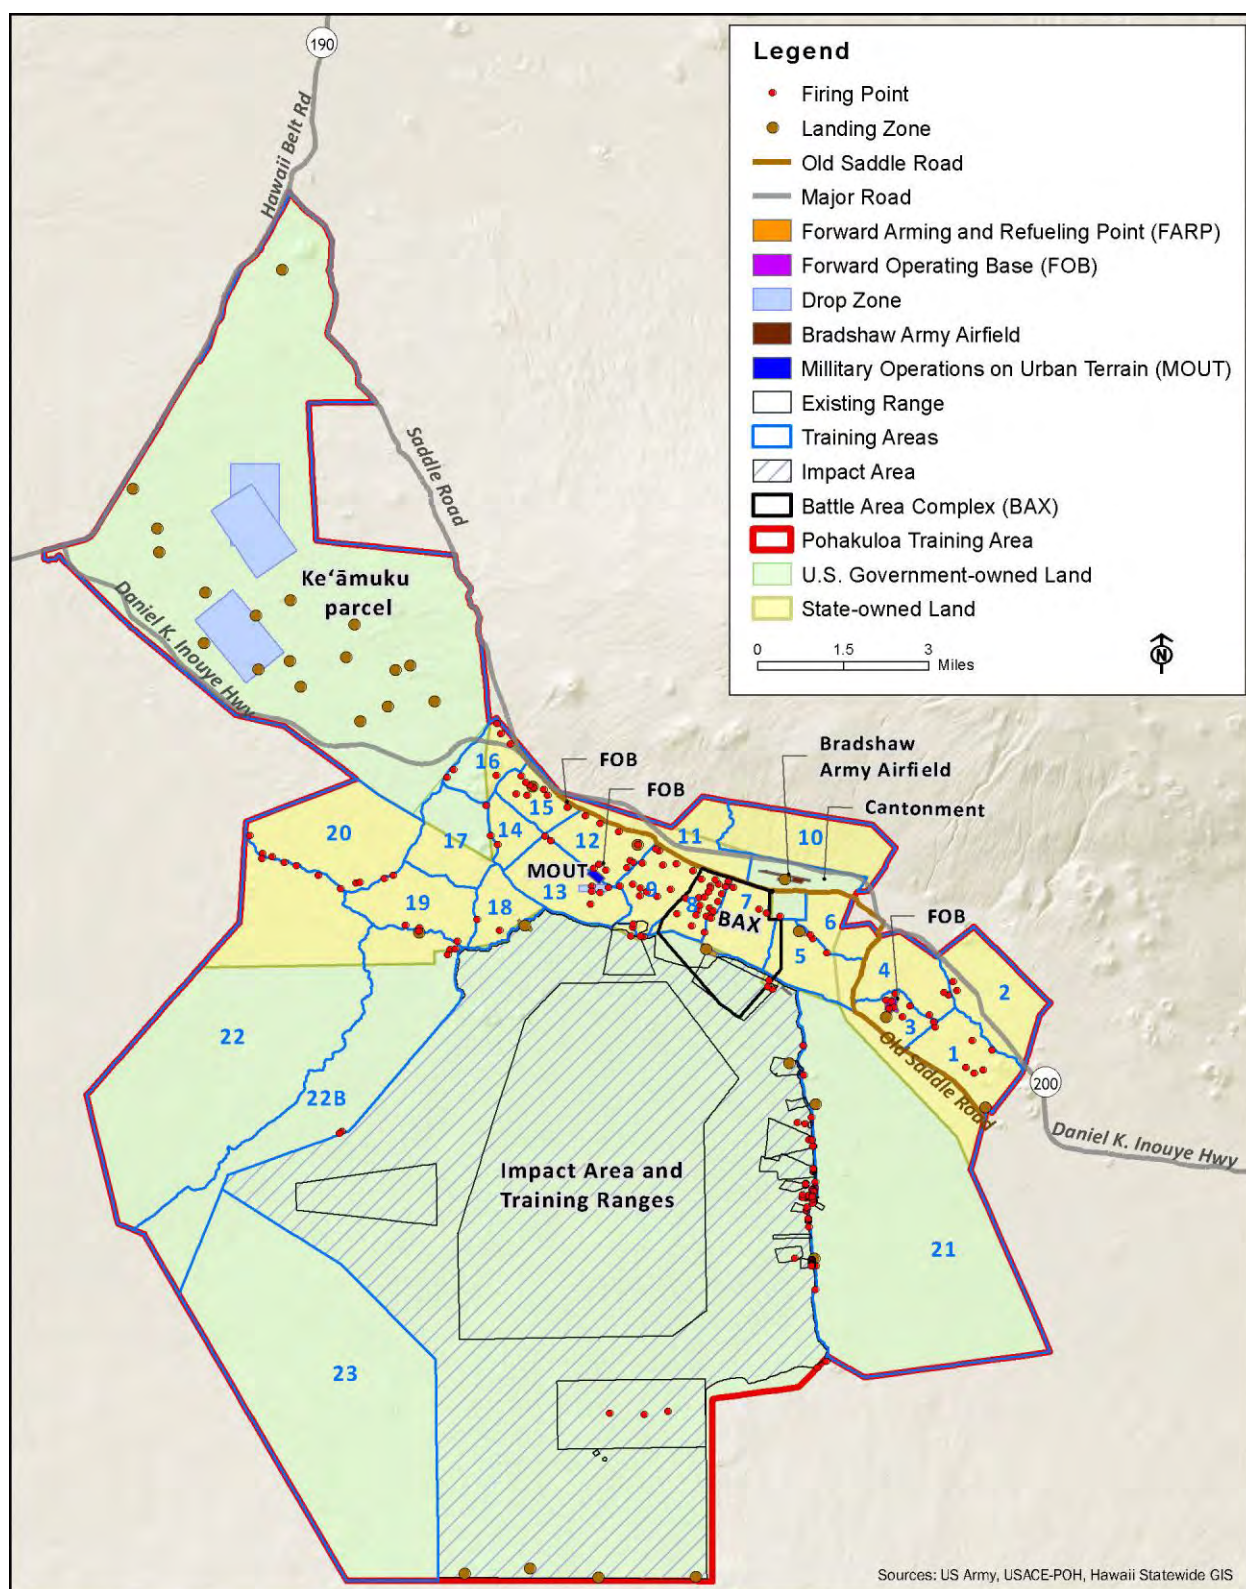 190
Hawaii Belt Rd
Legend
Firing Point
Landing Zone
Old Saddle Road
Major Road
Forward Arming and Refueling Point (FARP)
Forward Operating Base (FOB)
Drop Zone
Bradshaw Army Airfield
Millitary Operations on Urban Terrain (MOUT)
Existing Range
Training Areas
Impact Area
Battle Area Complex (BAX)
Pohakuloa Training Area
U.S. Government-owned Land
State-owned Land
0 1.5 3
Miles
N
Saddle Road
Keʻāmuku
parcel
Daniel K. Inouye Hwy
FOB
FOB
Bradshaw
Army Airfield
Cantonment
16
15
20
17
14
12
11
10
MOUT
13
9
8
7
BAX
19
18
6
5
FOB
4
2
3
1
Old Saddle Road
22
22B
200
Daniel K. Inouye Hwy
Impact Area and
Training Ranges
21
23
Sources: US Army, USACE-POH, Hawaii Statewide GIS